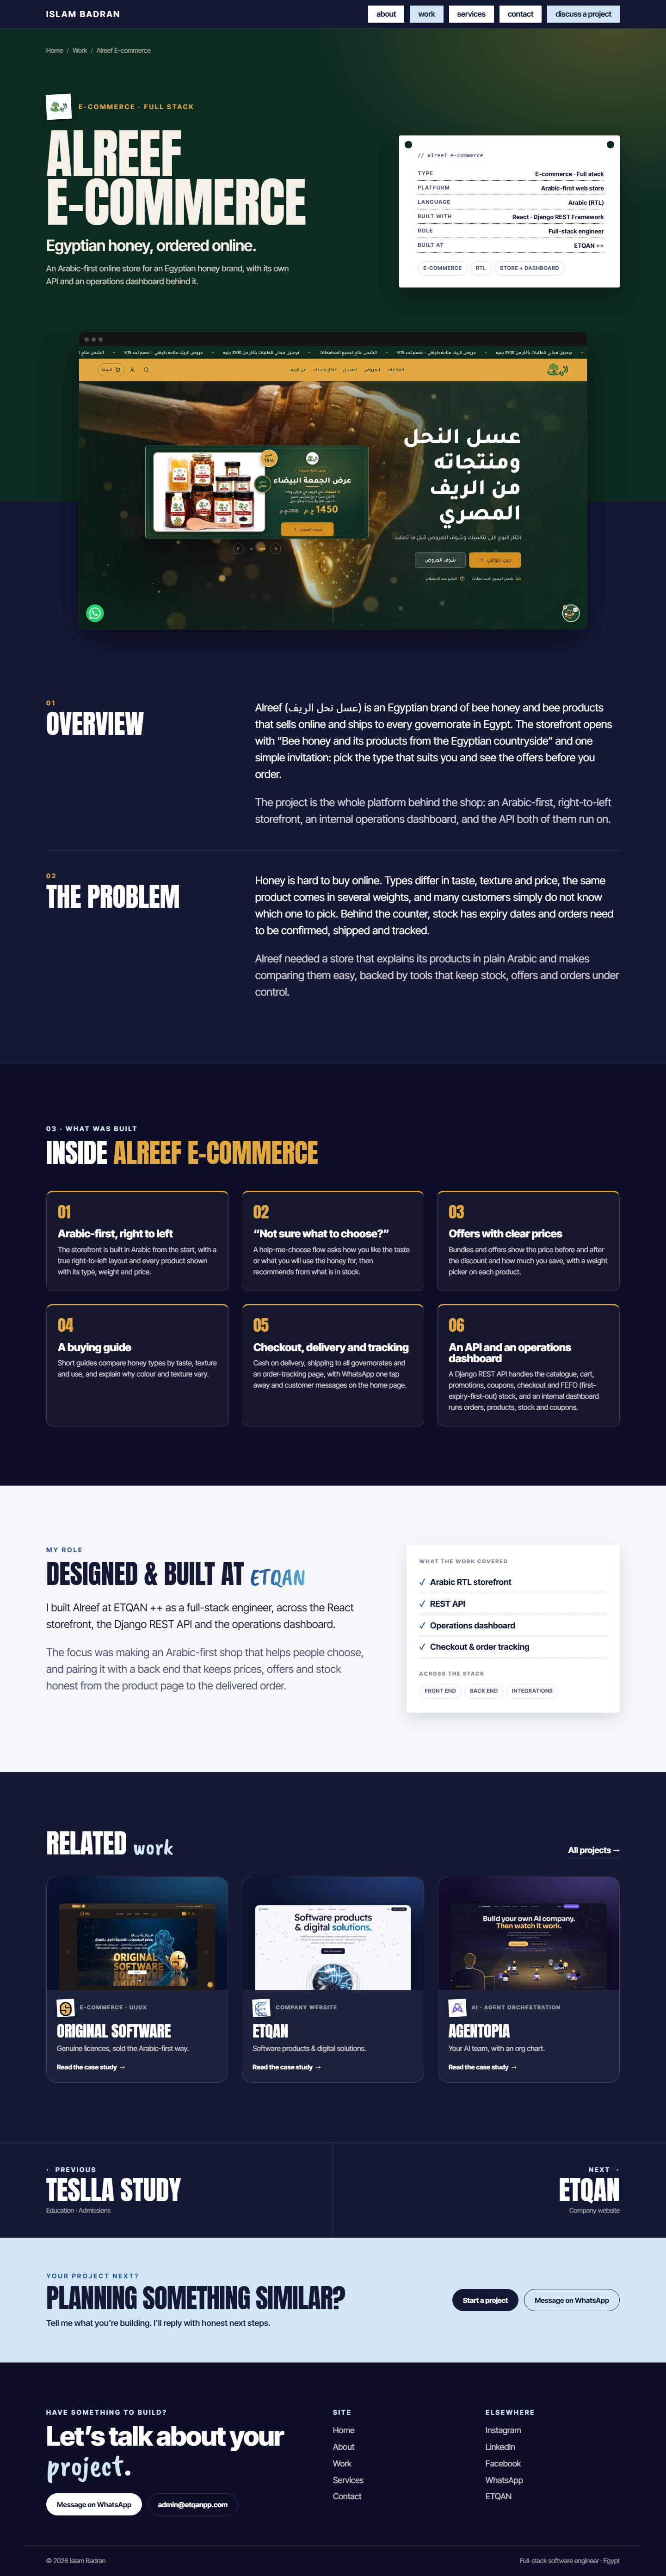 ISLAM BADRAN
about
work
services
contact
discuss a project
Home / Work / Alreef E-commerce
E-COMMERCE · FULL STACK
ALREEF
E-COMMERCE
Egyptian honey, ordered online.
An Arabic-first online store for an Egyptian honey brand, with its own
API and an operations dashboard behind it.
// alreef e-commerce
TYPE E-commerce · Full stack
PLATFORM Arabic-first web store
LANGUAGE Arabic (RTL)
BUILT WITH React · Django REST Framework
ROLE Full-stack engineer
BUILT AT ETQAN ++
E-COMMERCE RTL STORE + DASHBOARD
عسل النحل
ومنتجاته
من الريف
المصري
عرض الجمعة البيضاء
1450 ج.م
15%
شوف العروض
01
OVERVIEW
Alreef (عسل نحل الريف) is an Egyptian brand of bee honey and bee products
that sells online and ships to every governorate in Egypt. The storefront opens
with “Bee honey and its products from the Egyptian countryside” and one
simple invitation: pick the type that suits you and see the offers before you
order.
The project is the whole platform behind the shop: an Arabic-first, right-to-left
storefront, an internal operations dashboard, and the API both of them run on.
02
THE PROBLEM
Honey is hard to buy online. Types differ in taste, texture and price, the same
product comes in several weights, and many customers simply do not know
which one to pick. Behind the counter, stock has expiry dates and orders need
to be confirmed, shipped and tracked.
Alreef needed a store that explains its products in plain Arabic and makes
comparing them easy, backed by tools that keep stock, offers and orders under
control.
03 · WHAT WAS BUILT
INSIDE ALREEF E-COMMERCE
01
Arabic-first, right to left
The storefront is built in Arabic from the start, with a
true right-to-left layout and every product shown
with its type, weight and price.
02
“Not sure what to choose?”
A help-me-choose flow asks how you like the taste
or what you will use the honey for, then
recommends from what is in stock.
03
Offers with clear prices
Bundles and offers show the price before and after
the discount and how much you save, with a weight
picker on each product.
04
A buying guide
Short guides compare honey types by taste, texture
and use, and explain why colour and texture vary.
05
Checkout, delivery and tracking
Cash on delivery, shipping to all governorates and
an order-tracking page, with WhatsApp one tap
away and customer messages on the home page.
06
An API and an operations
dashboard
A Django REST API handles the catalogue, cart,
promotions, coupons, checkout and FEFO (first-
expiry-first-out) stock, and an internal dashboard
runs orders, products, stock and coupons.
MY ROLE
DESIGNED & BUILT AT ETQAN
I built Alreef at ETQAN ++ as a full-stack engineer, across the React
storefront, the Django REST API and the operations dashboard.
The focus was making an Arabic-first shop that helps people choose,
and pairing it with a back end that keeps prices, offers and stock
honest from the product page to the delivered order.
WHAT THE WORK COVERED
✓ Arabic RTL storefront
✓ REST API
✓ Operations dashboard
✓ Checkout & order tracking
ACROSS THE STACK
FRONT END BACK END INTEGRATIONS
RELATED work
All projects →
ORIGINAL
SOFTWARE
E-COMMERCE · UI/UX
ORIGINAL SOFTWARE
Genuine licences, sold the Arabic-first way.
Read the case study →
Software products
& digital solutions.
COMPANY WEBSITE
ETQAN
Software products & digital solutions.
Read the case study →
Build your own AI company.
Then watch it work.
AI · AGENT ORCHESTRATION
AGENTOPIA
Your AI team, with an org chart.
Read the case study →
← PREVIOUS
TESLLA STUDY
Education · Admissions
NEXT →
ETQAN
Company website
YOUR PROJECT NEXT?
PLANNING SOMETHING SIMILAR?
Tell me what you’re building. I’ll reply with honest next steps.
Start a project
Message on WhatsApp
HAVE SOMETHING TO BUILD?
Let’s talk about your
project.
Message on WhatsApp
admin@etqanpp.com
SITE
Home
About
Work
Services
Contact
ELSEWHERE
Instagram
LinkedIn
Facebook
WhatsApp
ETQAN
© 2026 Islam Badran
Full-stack software engineer · Egypt